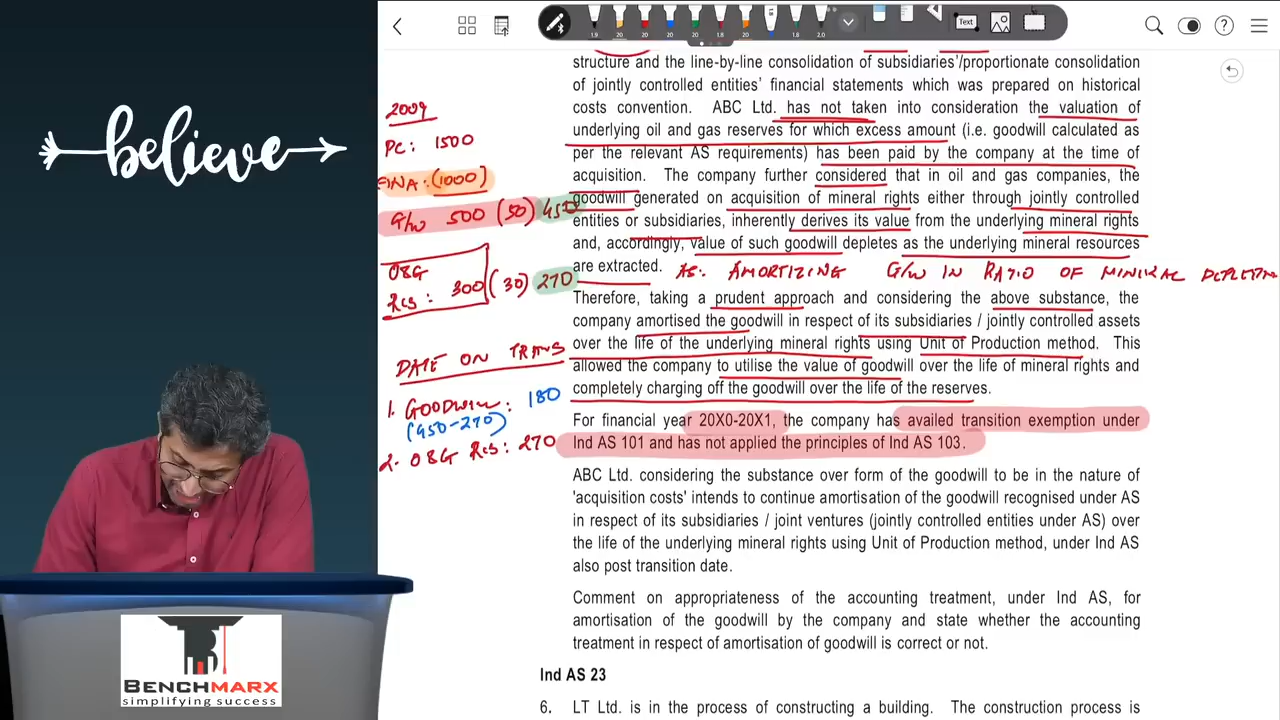 believe
BENCHMARX
simplifying success
1.9 20 20 20 20 1.8 20 1.8 2.0 Text
structure and the line-by-line consolidation of subsidiaries'/proportionate consolidation
of jointly controlled entities' financial statements which was prepared on historical
costs convention. ABC Ltd. has not taken into consideration the valuation of
underlying oil and gas reserves for which excess amount (i.e. goodwill calculated as
per the relevant AS requirements) has been paid by the company at the time of
acquisition. The company further considered that in oil and gas companies, the
goodwill generated on acquisition of mineral rights either through jointly controlled
entities or subsidiaries, inherently derives its value from the underlying mineral rights
and, accordingly, value of such goodwill depletes as the underlying mineral resources
are extracted. AS: AMORTIZING G/W IN RATIO OF MINERAL DEPLETION
Therefore, taking a prudent approach and considering the above substance, the
company amortised the goodwill in respect of its subsidiaries / jointly controlled assets
over the life of the underlying mineral rights using Unit of Production method. This
allowed the company to utilise the value of goodwill over the life of mineral rights and
completely charging off the goodwill over the life of the reserves.
For financial year 20X0-20X1, the company has availed transition exemption under
Ind AS 101 and has not applied the principles of Ind AS 103.
ABC Ltd. considering the substance over form of the goodwill to be in the nature of
'acquisition costs' intends to continue amortisation of the goodwill recognised under AS
in respect of its subsidiaries / joint ventures (jointly controlled entities under AS) over
the life of the underlying mineral rights using Unit of Production method, under Ind AS
also post transition date.
Comment on appropriateness of the accounting treatment, under Ind AS, for
amortisation of the goodwill by the company and state whether the accounting
treatment in respect of amortisation of goodwill is correct or not.
Ind AS 23
6. LT Ltd. is in the process of constructing a building. The construction process is
2009
PC: 1500
FVNA: (1000)
G/W 500 (50) 450
O&G
Res: 300 (30) 270
DATE ON TRANS
1. GOODWILL: 180
(450-270)
2. O&G Res: 270